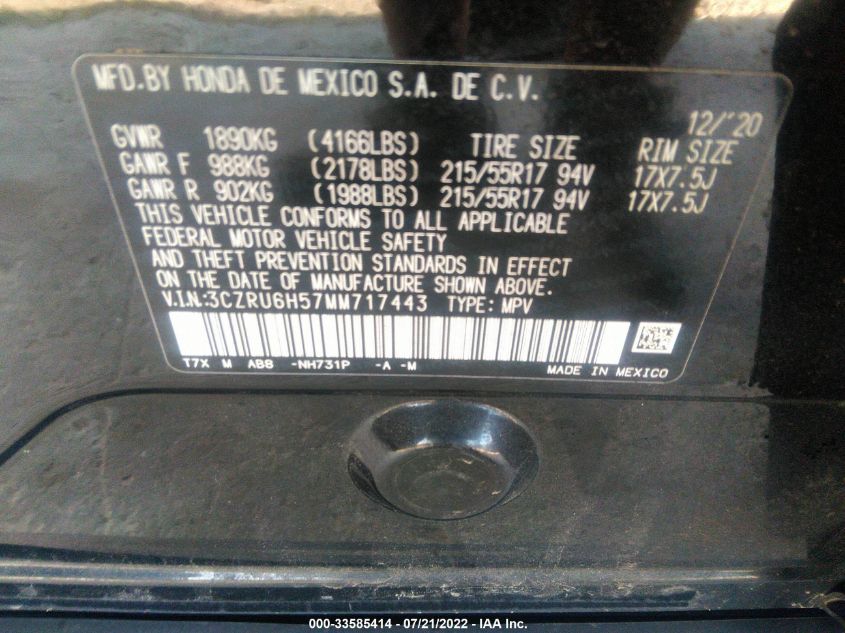 MFD.BY HONDA DE MEXICO S.A. DE C.V.
12/'20
GVWR 1890KG (4166LBS) TIRE SIZE RIM SIZE
GAWR F 988KG (2178LBS) 215/55R17 94V 17X7.5J
GAWR R 902KG (1988LBS) 215/55R17 94V 17X7.5J
THIS VEHICLE CONFORMS TO ALL APPLICABLE
FEDERAL MOTOR VEHICLE SAFETY
AND THEFT PREVENTION STANDARDS IN EFFECT
ON THE DATE OF MANUFACTURE SHOWN ABOVE.
V.I.N.:3CZRU6H57MM717443 TYPE: MPV
T7X M AB8 -NH731P -A -M MADE IN MEXICO
000-33585414 - 07/21/2022 - IAA Inc.